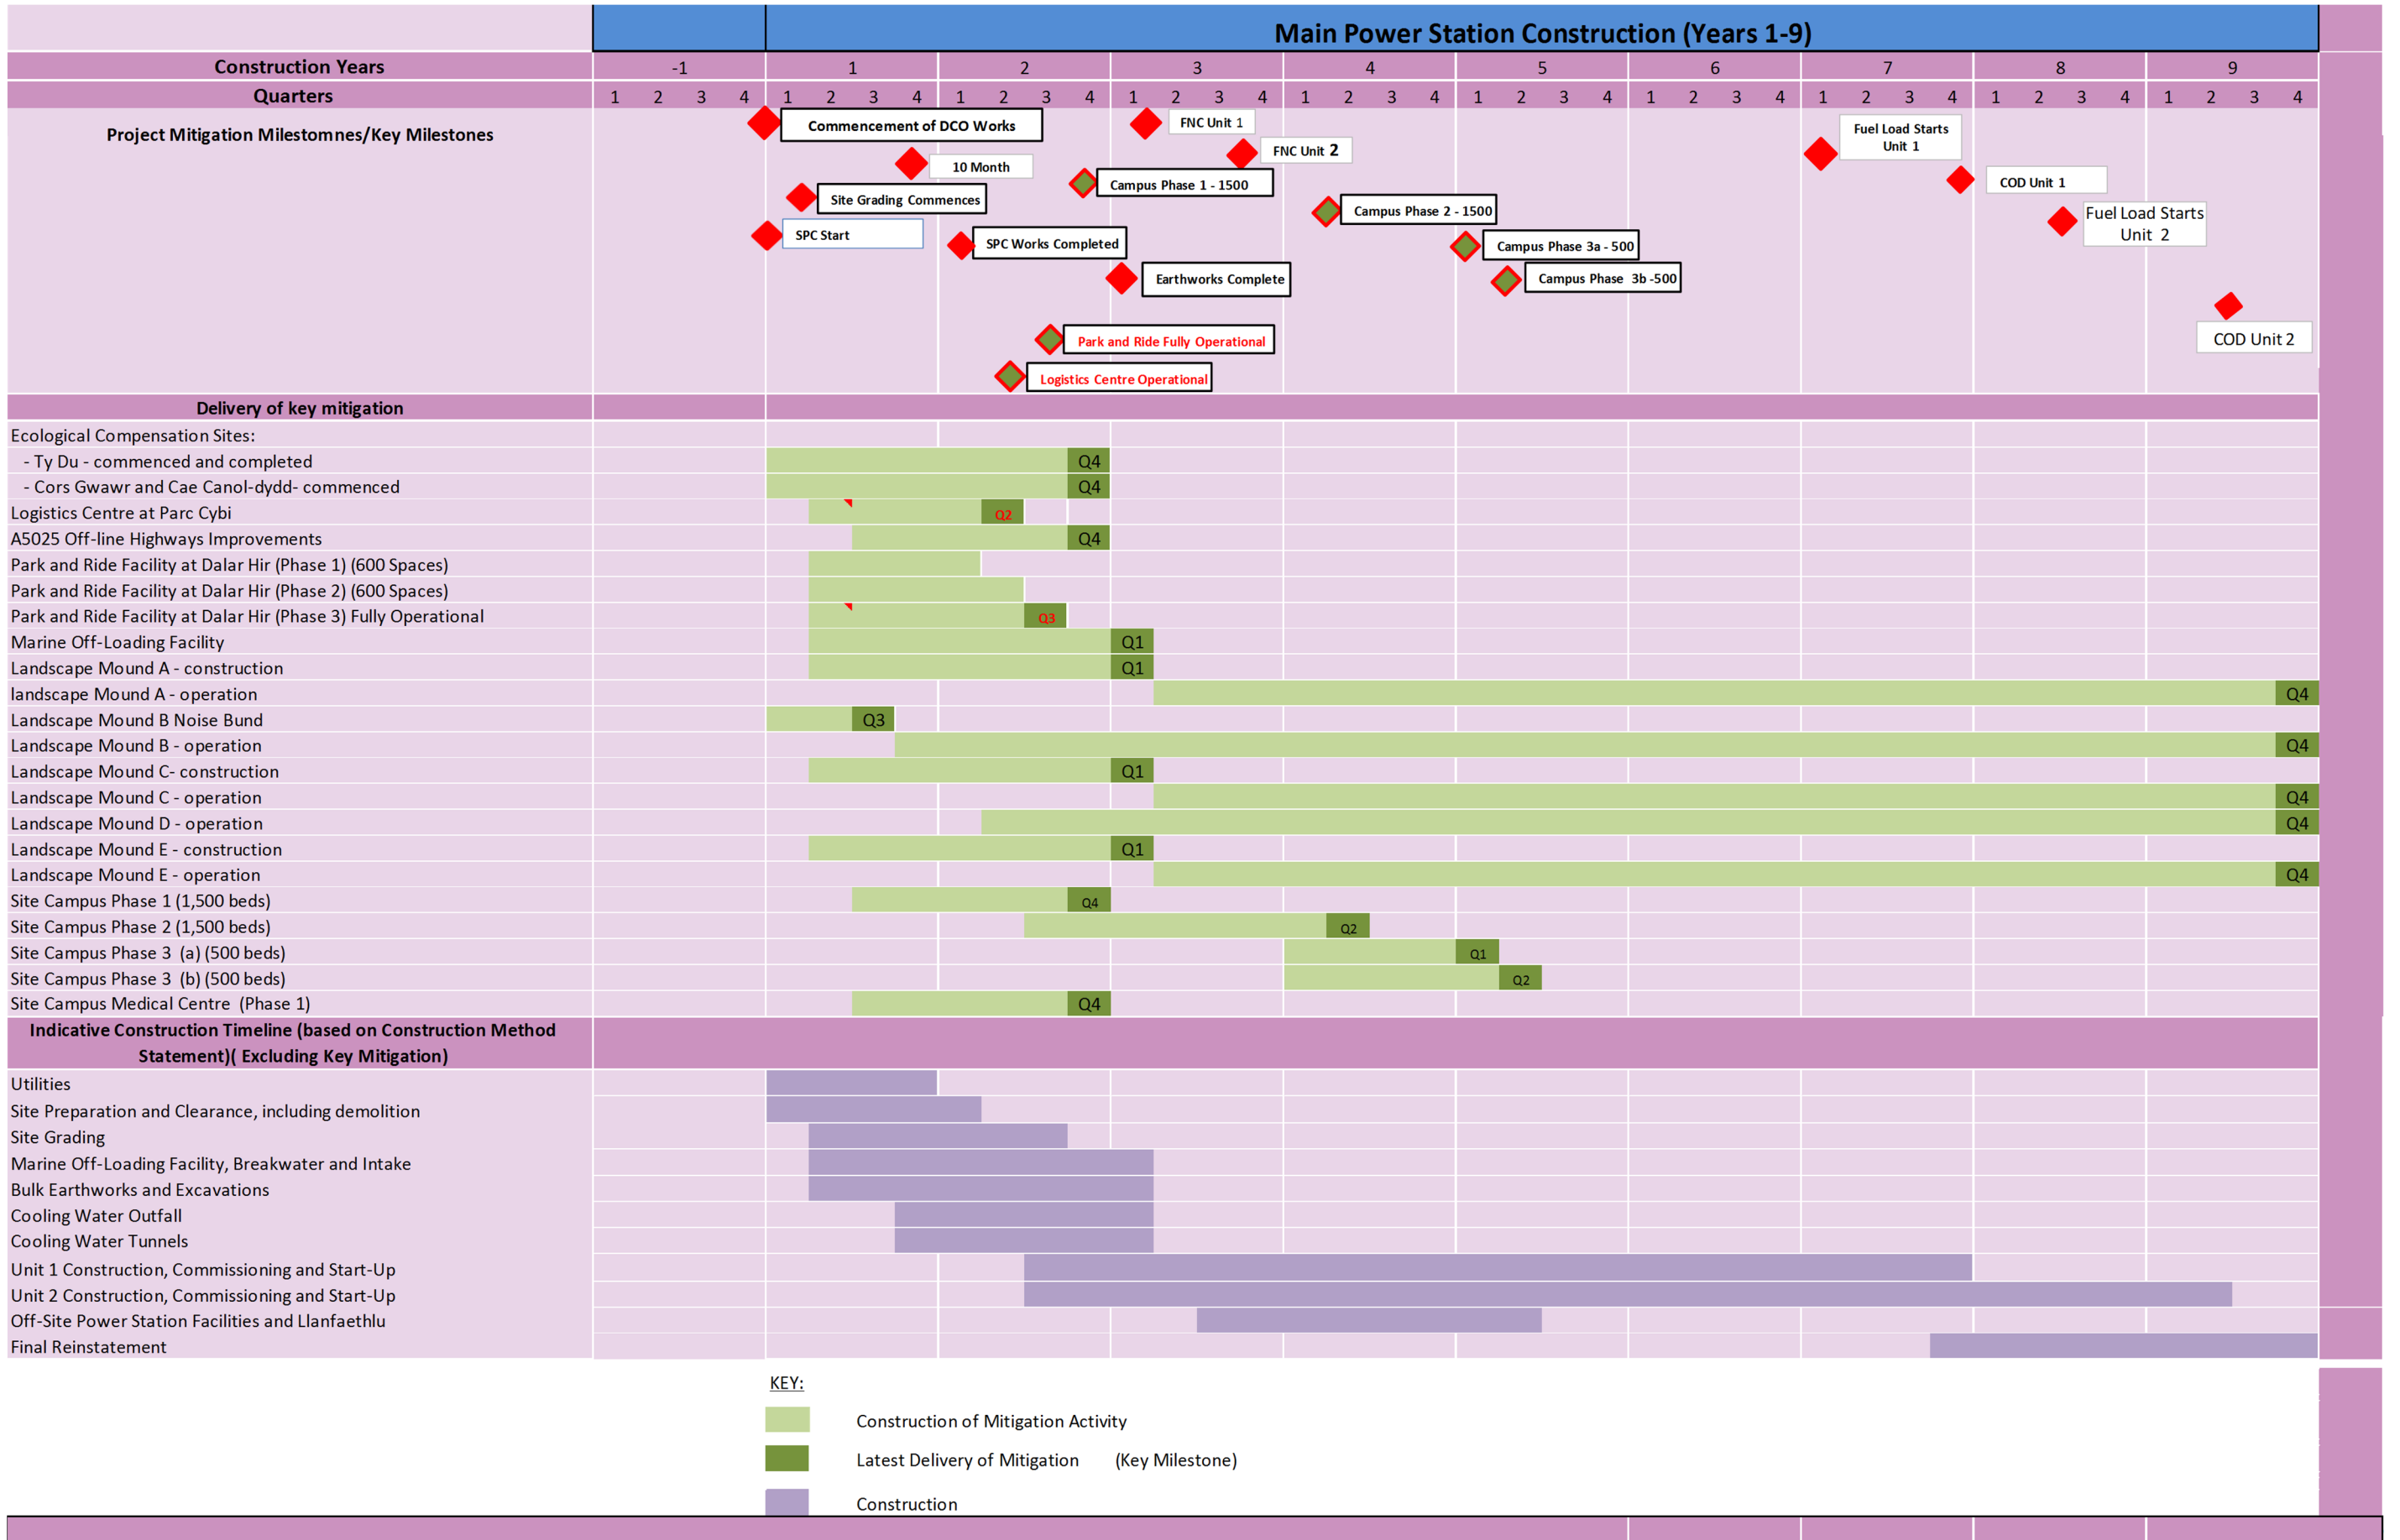 Main Power Station Construction (Years 1-9)
Construction Years -1 1 2 3 4 5 6 7 8 9
Quarters 1 2 3 4 1 2 3 4 1 2 3 4 1 2 3 4 1 2 3 4 1 2 3 4 1 2 3 4 1 2 3 4 1 2 3 4 1 2 3 4
Project Mitigation Milestomnes/Key Milestones
Commencement of DCO Works
FNC Unit 1
FNC Unit 2
Fuel Load Starts
Unit 1
10 Month
Campus Phase 1 - 1500
COD Unit 1
Site Grading Commences
Campus Phase 2 - 1500
Fuel Load Starts
Unit 2
SPC Start
SPC Works Completed
Campus Phase 3a - 500
Earthworks Complete
Campus Phase 3b -500
Park and Ride Fully Operational
COD Unit 2
Logistics Centre Operational
Delivery of key mitigation
Ecological Compensation Sites:
- Ty Du - commenced and completed Q4
- Cors Gwawr and Cae Canol-dydd- commenced Q4
Logistics Centre at Parc Cybi Q2
A5025 Off-line Highways Improvements Q4
Park and Ride Facility at Dalar Hir (Phase 1) (600 Spaces)
Park and Ride Facility at Dalar Hir (Phase 2) (600 Spaces)
Park and Ride Facility at Dalar Hir (Phase 3) Fully Operational Q3
Marine Off-Loading Facility Q1
Landscape Mound A - construction Q1
landscape Mound A - operation Q4
Landscape Mound B Noise Bund Q3
Landscape Mound B - operation Q4
Landscape Mound C- construction Q1
Landscape Mound C - operation Q4
Landscape Mound D - operation Q4
Landscape Mound E - construction Q1
Landscape Mound E - operation Q4
Site Campus Phase 1 (1,500 beds) Q4
Site Campus Phase 2 (1,500 beds) Q2
Site Campus Phase 3 (a) (500 beds) Q1
Site Campus Phase 3 (b) (500 beds) Q2
Site Campus Medical Centre (Phase 1) Q4
Indicative Construction Timeline (based on Construction Method
Statement)( Excluding Key Mitigation)
Utilities
Site Preparation and Clearance, including demolition
Site Grading
Marine Off-Loading Facility, Breakwater and Intake
Bulk Earthworks and Excavations
Cooling Water Outfall
Cooling Water Tunnels
Unit 1 Construction, Commissioning and Start-Up
Unit 2 Construction, Commissioning and Start-Up
Off-Site Power Station Facilities and Llanfaethlu
Final Reinstatement
KEY:
Construction of Mitigation Activity
Latest Delivery of Mitigation (Key Milestone)
Construction